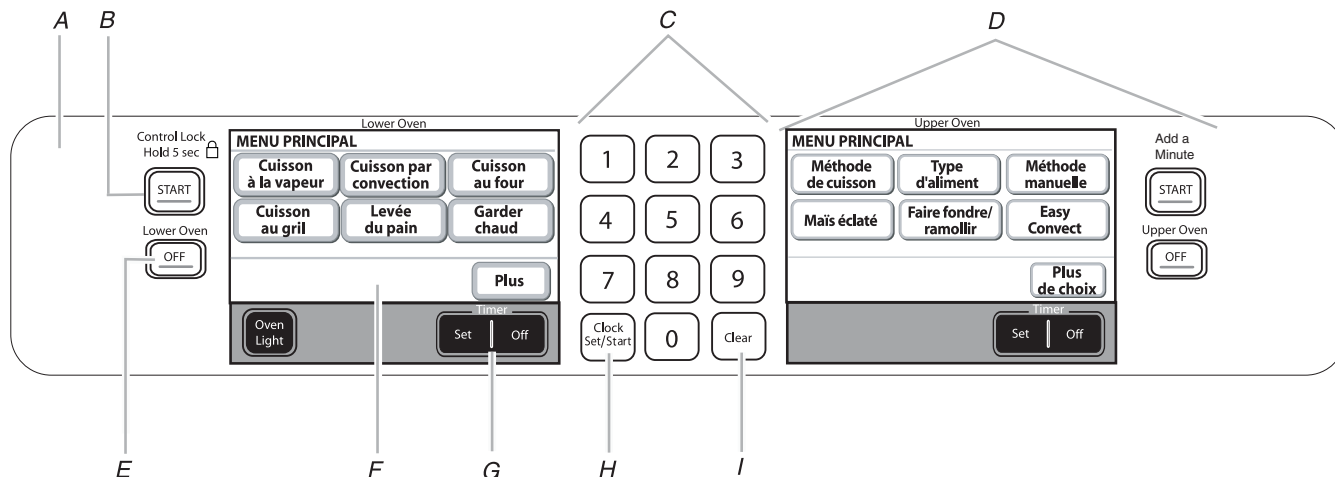 A
B
C
D
Control Lock
Hold 5 sec
START
Lower Oven
OFF
Lower Oven
MENU PRINCIPAL
Cuisson
à la vapeur
Cuisson par
convection
Cuisson
au four
Cuisson
au gril
Levée
du pain
Garder
chaud
Plus
Oven
Light
Timer
Set
Off
1
2
3
4
5
6
7
8
9
Clock
Set/Start
0
Clear
Upper Oven
MENU PRINCIPAL
Méthode
de cuisson
Type
d'aliment
Méthode
manuelle
Maïs éclaté
Faire fondre/
ramollir
Easy
Convect
Plus
de choix
Timer
Set
Off
Add a
Minute
START
Upper Oven
OFF
E
F
G
H
I